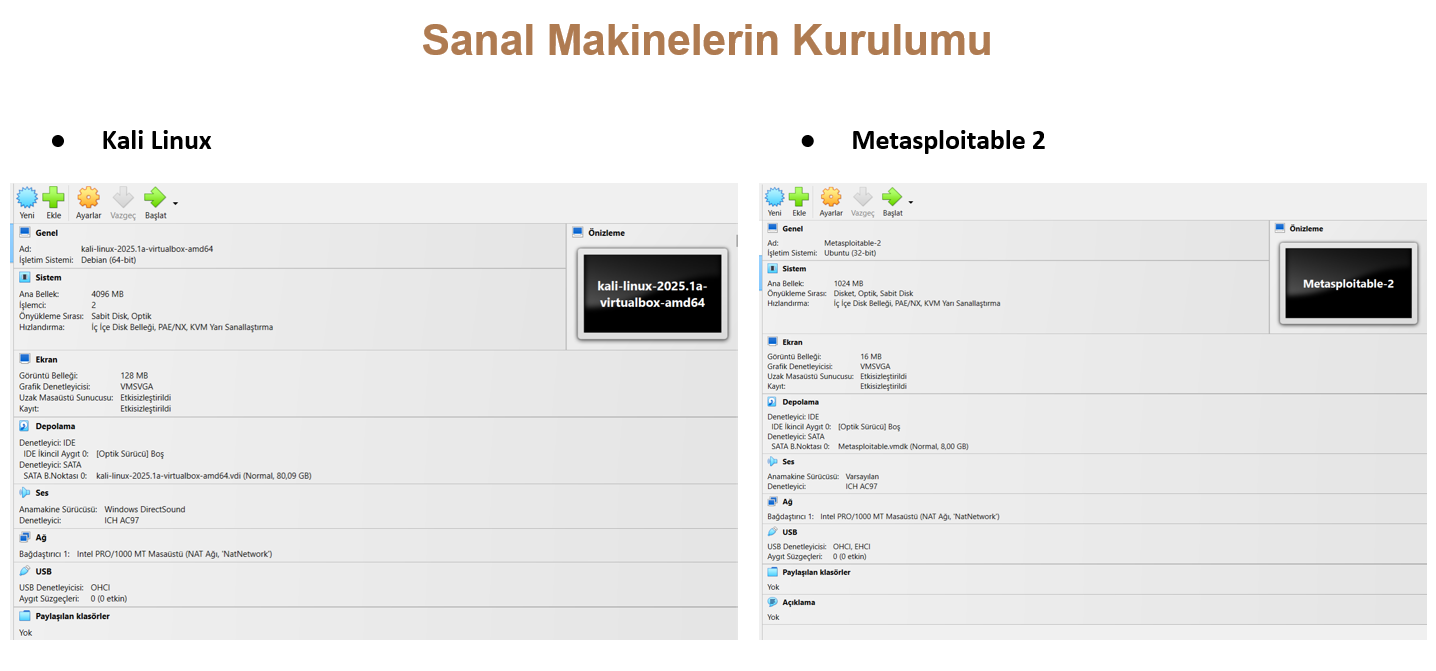 Sanal Makinelerin Kurulumu
● Kali Linux
Yeni Ekle Ayarlar Vazgeç Başlat
Genel
Ad: kali-linux-2025.1a-virtualbox-amd64
İşletim Sistemi: Debian (64-bit)
Önizleme
kali-linux-2025.1a-
virtualbox-amd64
Sistem
Ana Bellek: 4096 MB
İşlemci: 2
Önyükleme Sırası: Sabit Disk, Optik
Hızlandırma: İç İçe Disk Belleği, PAE/NX, KVM Yarı Sanallaştırma
Ekran
Görüntü Belleği: 128 MB
Grafik Denetleyicisi: VMSVGA
Uzak Masaüstü Sunucusu: Etkisizleştirildi
Kayıt: Etkisizleştirildi
Depolama
Denetleyici: IDE
IDE İkincil Aygıt 0: [Optik Sürücü] Boş
Denetleyici: SATA
SATA B.Noktası 0: kali-linux-2025.1a-virtualbox-amd64.vdi (Normal, 80,09 GB)
Ses
Anamakine Sürücüsü: Windows DirectSound
Denetleyici: ICH AC97
Ağ
Bağdaştırıcı 1: Intel PRO/1000 MT Masaüstü (NAT Ağı, 'NatNetwork')
USB
USB Denetleyicisi: OHCI
Aygıt Süzgeçleri: 0 (0 etkin)
Paylaşılan klasörler
Yok
● Metasploitable 2
Yeni Ekle Ayarlar Vazgeç Başlat
Genel
Ad: Metasploitable-2
İşletim Sistemi: Ubuntu (32-bit)
Önizleme
Metasploitable-2
Sistem
Ana Bellek: 1024 MB
Önyükleme Sırası: Disket, Optik, Sabit Disk
Hızlandırma: İç İçe Disk Belleği, PAE/NX, KVM Yarı Sanallaştırma
Ekran
Görüntü Belleği: 16 MB
Grafik Denetleyicisi: VMSVGA
Uzak Masaüstü Sunucusu: Etkisizleştirildi
Kayıt: Etkisizleştirildi
Depolama
Denetleyici: IDE
IDE İkincil Aygıt 0: [Optik Sürücü] Boş
Denetleyici: SATA
SATA B.Noktası 0: Metasploitable.vmdk (Normal, 8,00 GB)
Ses
Anamakine Sürücüsü: Varsayılan
Denetleyici: ICH AC97
Ağ
Bağdaştırıcı 1: Intel PRO/1000 MT Masaüstü (NAT Ağı, 'NatNetwork')
USB
USB Denetleyicisi: OHCI, EHCI
Aygıt Süzgeçleri: 0 (0 etkin)
Paylaşılan klasörler
Yok
Açıklama
Yok